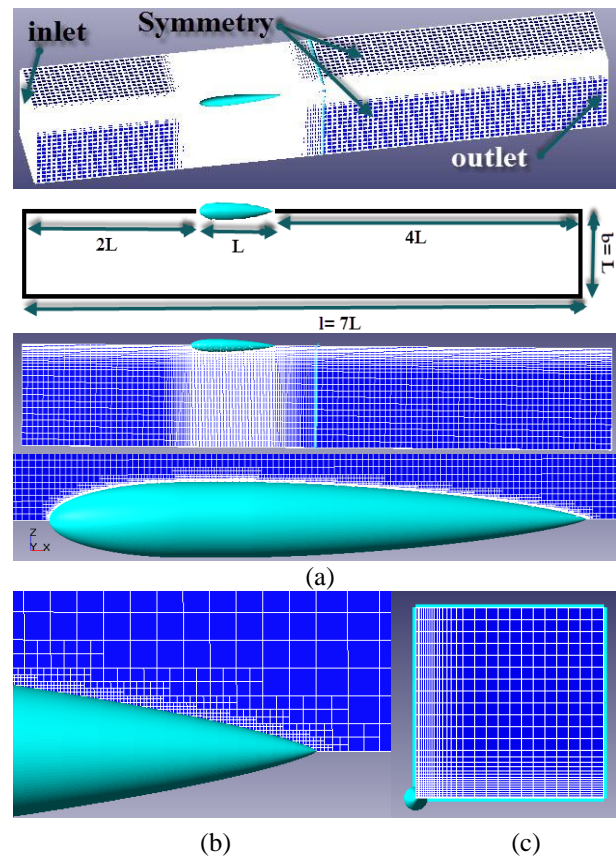 Symmetry
inlet
outlet
2L
L
4L
b= L
l= 7L
Z
Y X
(a)
(b)
(c)